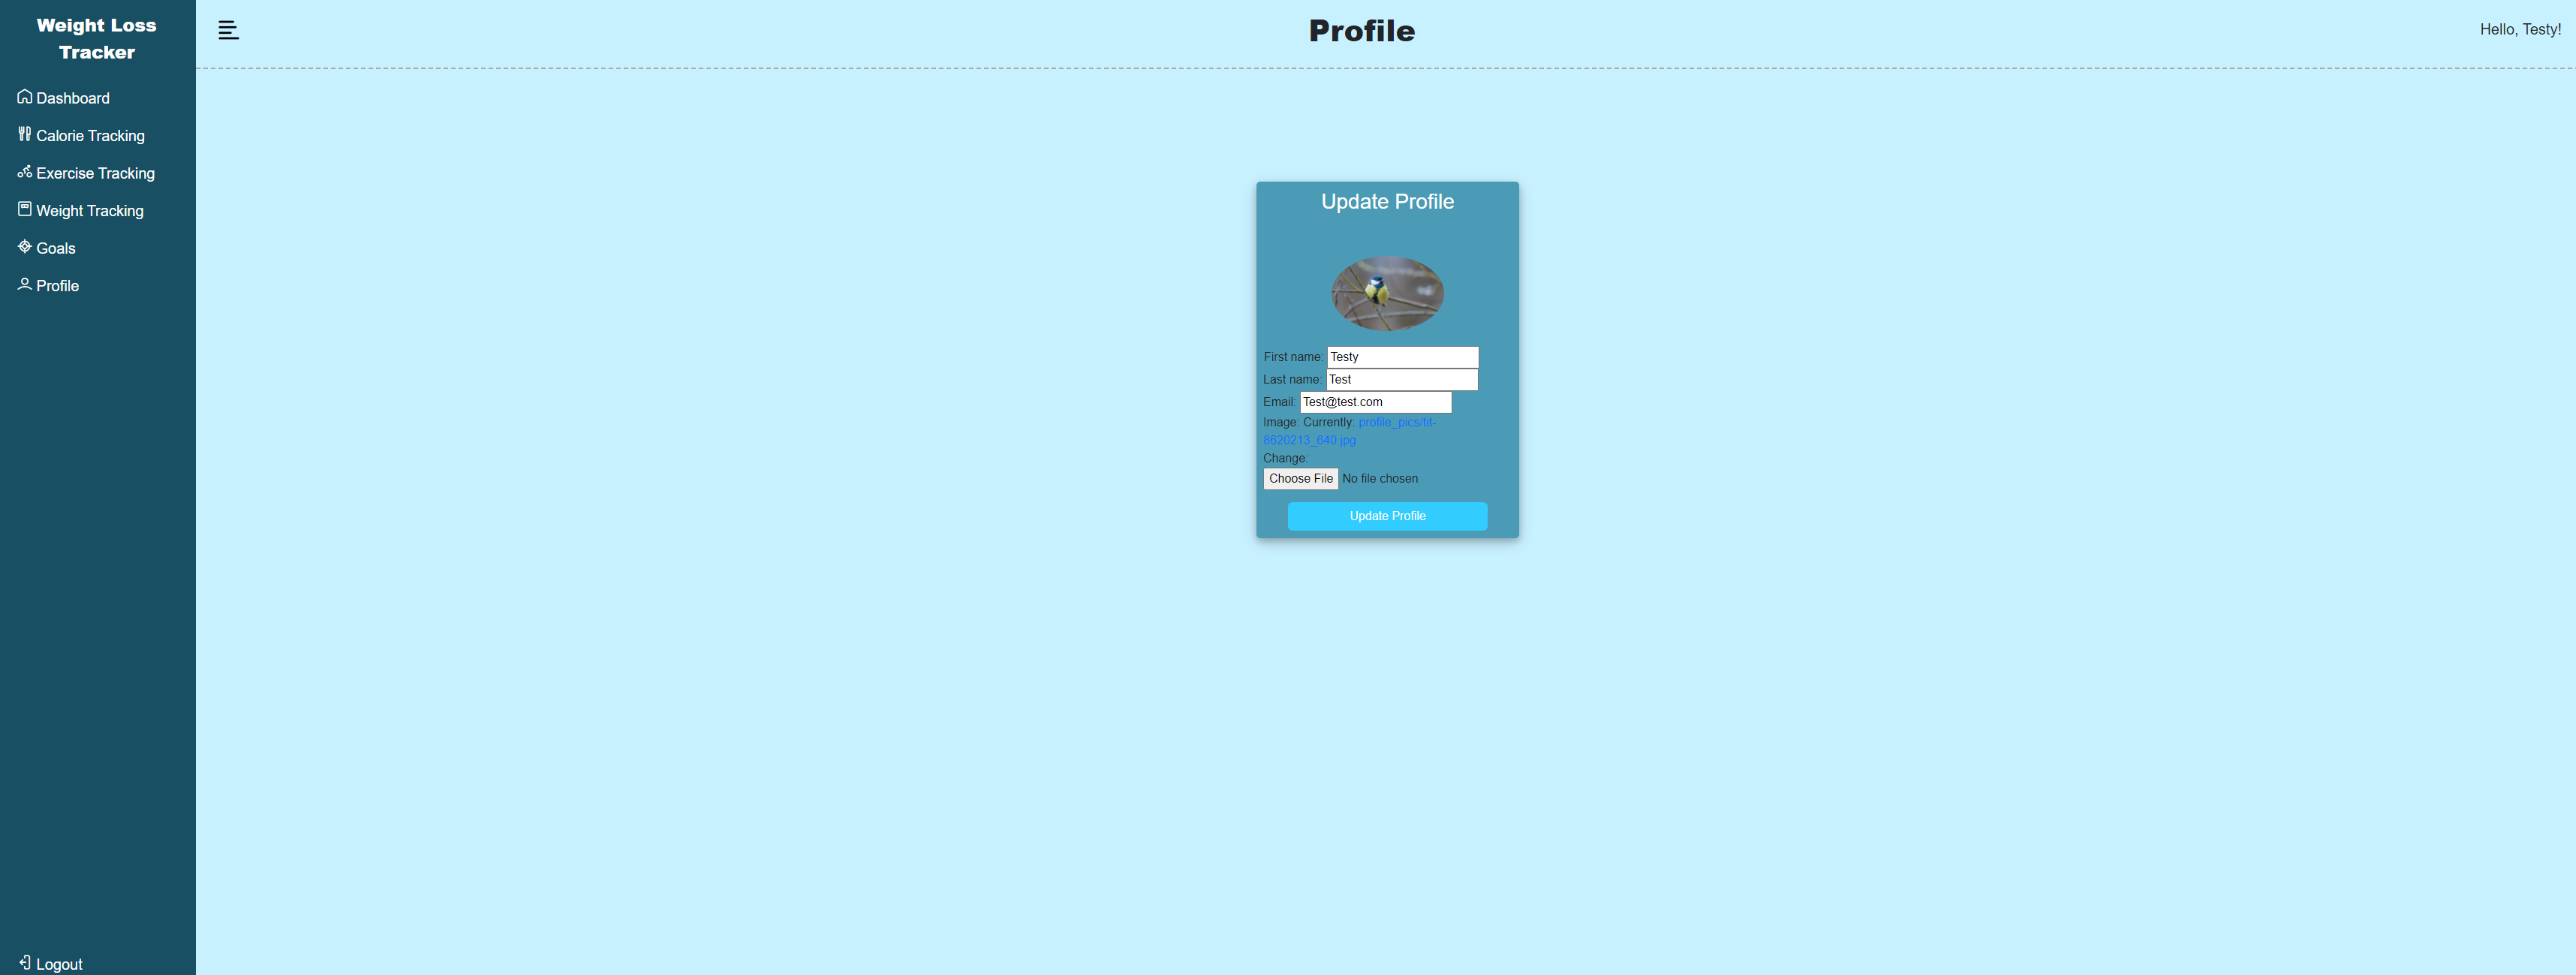 Weight Loss
Tracker
Dashboard
Calorie Tracking
Exercise Tracking
Weight Tracking
Goals
Profile
Logout
Profile
Hello, Testy!
Update Profile
First name: Testy
Last name: Test
Email: Test@test.com
Image: Currently: profile_pics/tit-
8620213_640.jpg
Change:
Choose File No file chosen
Update Profile